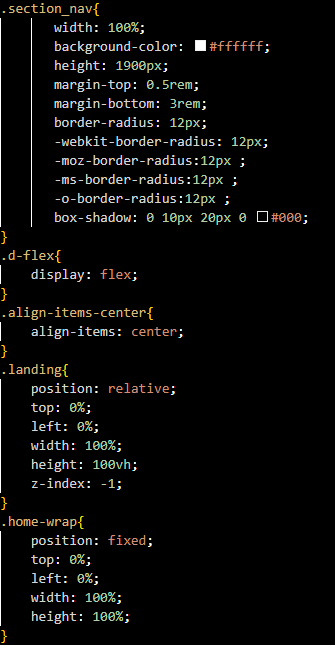 .section_nav{
width: 100%;
background-color: #ffffff;
height: 1900px;
margin-top: 0.5rem;
margin-bottom: 3rem;
border-radius: 12px;
-webkit-border-radius: 12px;
-moz-border-radius:12px ;
-ms-border-radius:12px ;
-o-border-radius:12px ;
box-shadow: 0 10px 20px 0 #000;
}
.d-flex{
display: flex;
}
.align-items-center{
align-items: center;
}
.landing{
position: relative;
top: 0%;
left: 0%;
width: 100%;
height: 100vh;
z-index: -1;
}
.home-wrap{
position: fixed;
top: 0%;
left: 0%;
width: 100%;
height: 100%;
}